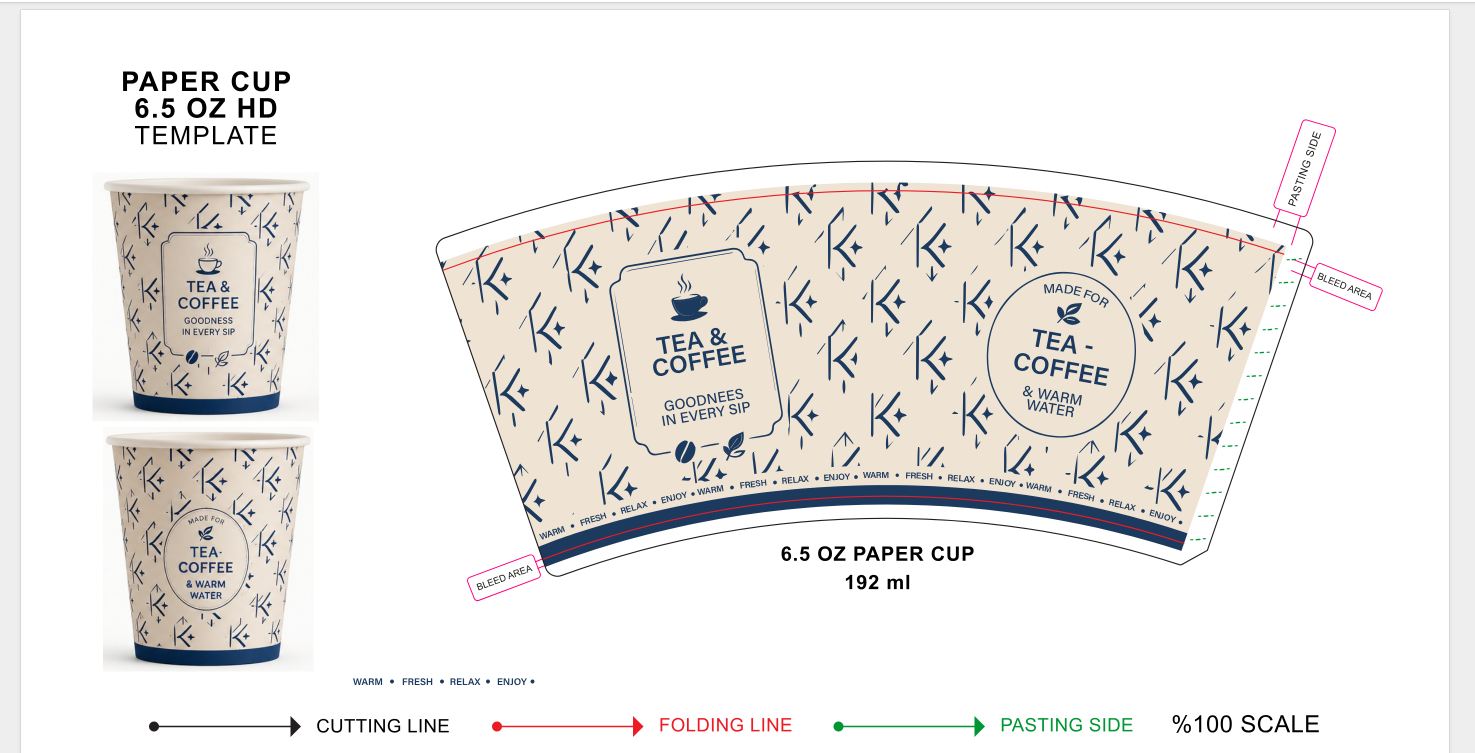 PAPER CUP
6.5 OZ HD
TEMPLATE
TEA &
COFFEE
GOODNESS
IN EVERY SIP
MADE FOR
TEA-
COFFEE
& WARM
WATER
PASTING SIDE
BLEED AREA
TEA &
COFFEE
GOODNEES
IN EVERY SIP
MADE FOR
TEA -
COFFEE
& WARM
WATER
WARM • FRESH • RELAX • ENJOY • WARM • FRESH • RELAX • ENJOY • WARM • FRESH • RELAX • ENJOY • WARM • FRESH • RELAX • ENJOY •
BLEED AREA
6.5 OZ PAPER CUP
192 ml
WARM • FRESH • RELAX • ENJOY •
CUTTING LINE
FOLDING LINE
PASTING SIDE
%100 SCALE